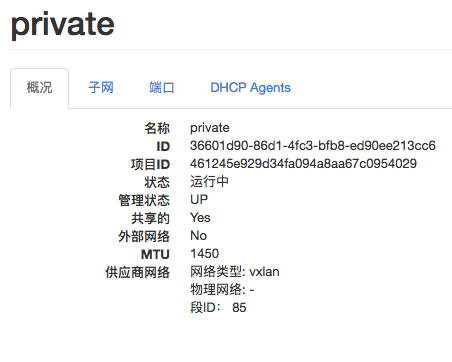 private
概况 子网 端口 DHCP Agents
名称 private
ID 36601d90-86d1-4fc3-bfb8-ed90ee213cc6
项目ID 461245e929d34fa094a8aa67c0954029
状态 运行中
管理状态 UP
共享的 Yes
外部网络 No
MTU 1450
供应商网络 网络类型: vxlan
物理网络: -
段ID： 85